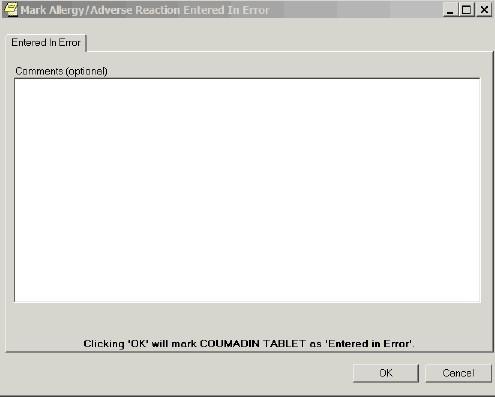 Mark Allergy/Adverse Reaction Entered In Error
Entered In Error
Comments (optional)
Clicking 'OK' will mark COUMADIN TABLET as 'Entered in Error'.
OK Cancel